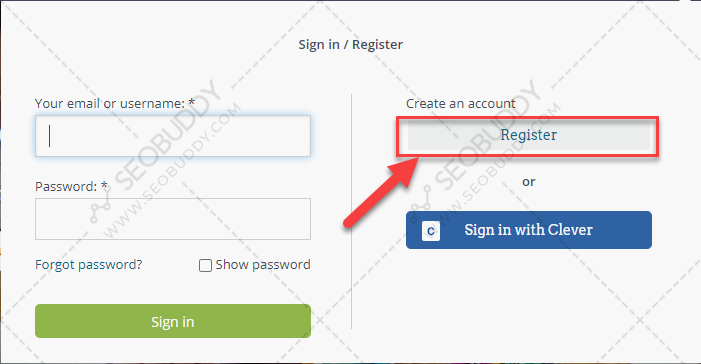 Sign in / Register
Your email or username: *
Password: *
Forgot password?
Show password
Sign in
Create an account
Register
or
C
Sign in with Clever
SEOBUDDY
WWW.SEOBUDDY.COM
SEOBUDDY
WWW.SEOBUDDY.COM